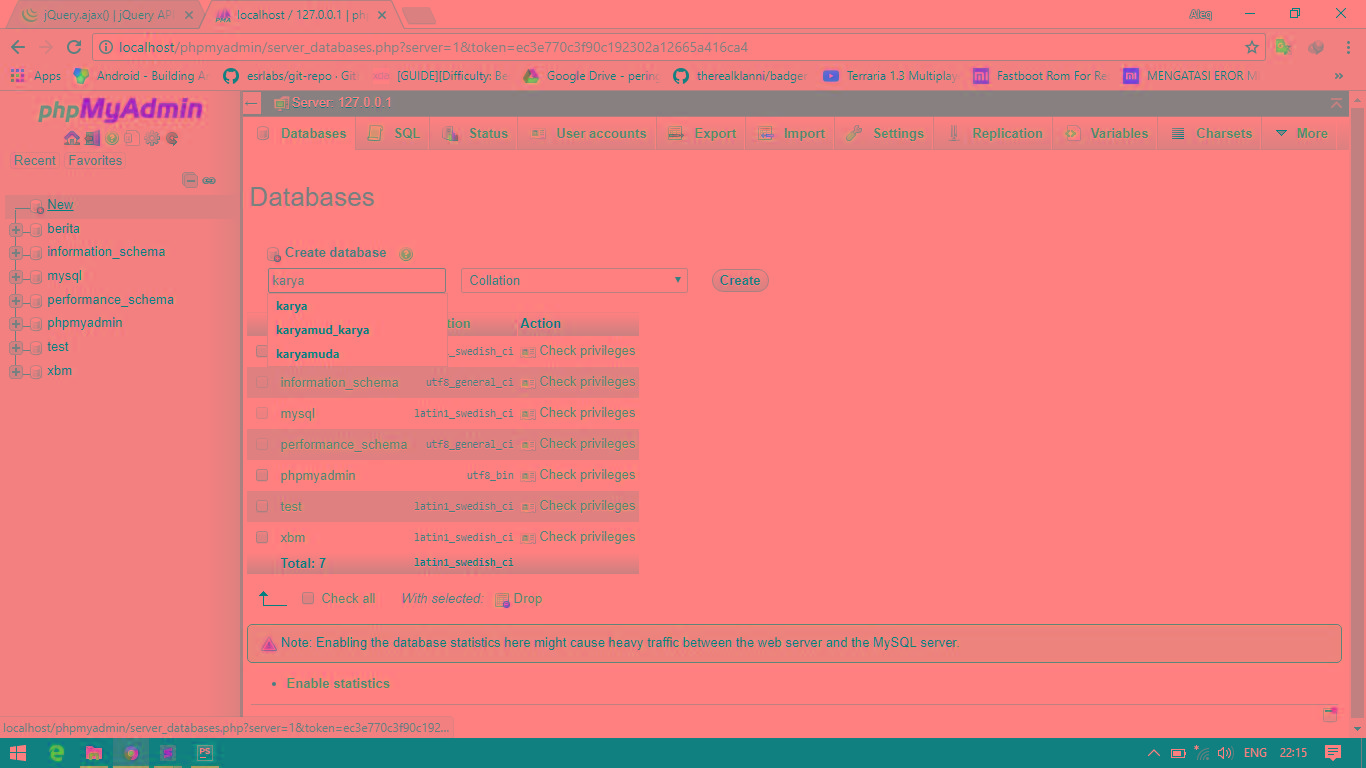 jQuery.ajax() | jQuery API
localhost / 127.0.0.1 | ph
Aleq
localhost/phpmyadmin/server_databases.php?server=1&token=ec3e770c3f90c192302a12665a416ca4
Apps
Android - Building A
esrlabs/git-repo · Git
[GUIDE][Difficulty: Be
Google Drive - pering
therealklanni/badger
Terraria 1.3 Multiplay
Fastboot Rom For Re
MENGATASI EROR M
»
phpMyAdmin
Recent Favorites
New
berita
information_schema
mysql
performance_schema
phpmyadmin
test
xbm
Server: 127.0.0.1
Databases SQL Status User accounts Export Import Settings Replication Variables Charsets More
Databases
Create database
karya Collation Create
karya
karyamud_karya
karyamuda
tion Action
_swedish_ci Check privileges
information_schema utf8_general_ci Check privileges
mysql latin1_swedish_ci Check privileges
performance_schema utf8_general_ci Check privileges
phpmyadmin utf8_bin Check privileges
test latin1_swedish_ci Check privileges
xbm latin1_swedish_ci Check privileges
Total: 7 latin1_swedish_ci
Check all With selected: Drop
Note: Enabling the database statistics here might cause heavy traffic between the web server and the MySQL server.
• Enable statistics
localhost/phpmyadmin/server_databases.php?server=1&token=ec3e770c3f90c192...
PS
ENG 22:15